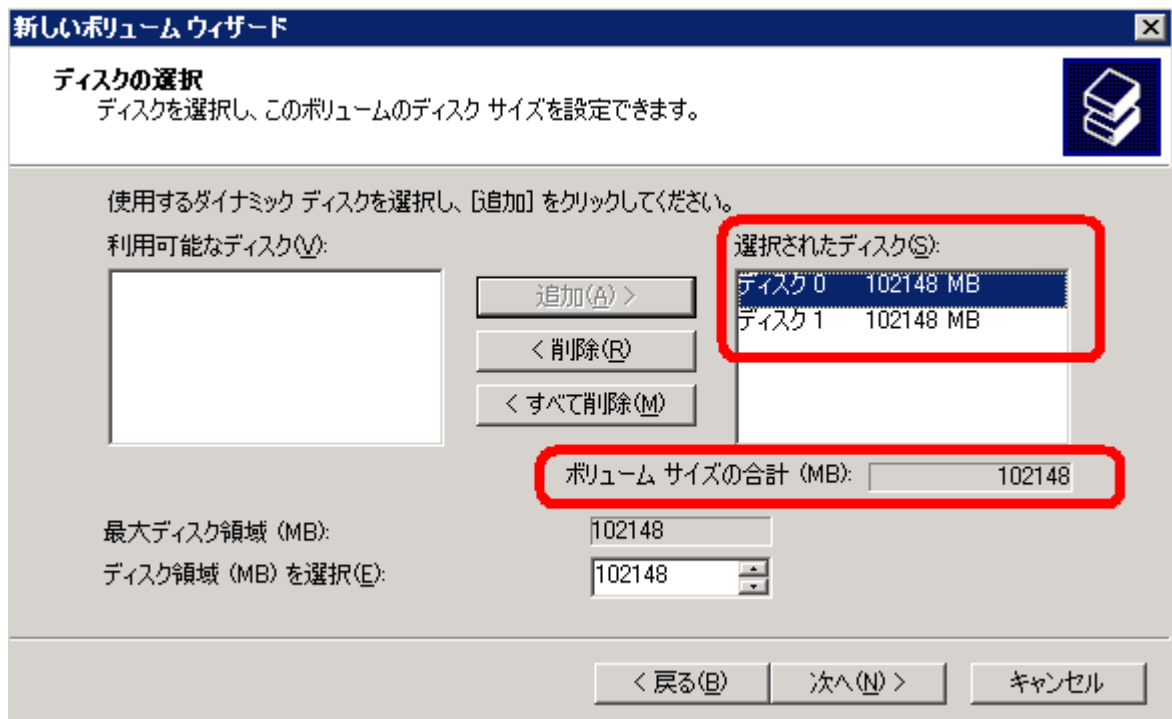 新しいボリューム ウィザード
ディスクの選択
ディスクを選択し、このボリュームのディスク サイズを設定できます。
使用するダイナミック ディスクを選択し、[追加] をクリックしてください。
利用可能なディスク(V):
選択されたディスク(S):
追加(A) >
ディスク 0 102148 MB
ディスク 1 102148 MB
< 削除(R)
< すべて削除(M)
ボリューム サイズの合計 (MB): 102148
最大ディスク領域 (MB): 102148
ディスク領域 (MB) を選択(E): 102148
< 戻る(B) 次へ(N) > キャンセル